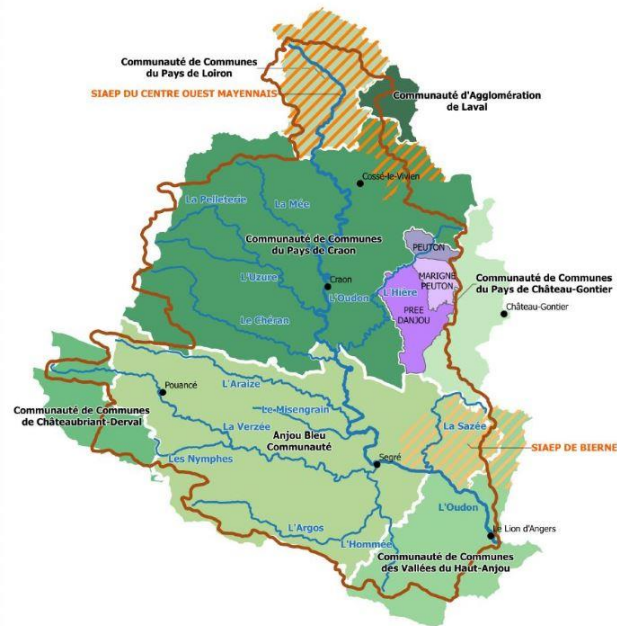 Communauté de Communes
du Pays de Loiron
SIAEP DU CENTRE OUEST MAYENNAIS
Communauté d'Agglomération
de Laval
Cossé-le-Vivien
La Pelleterie
La Mée
Communauté de Communes
du Pays de Craon
PEUTON
L'Uzure
Craon
L'Hière
MARIGNE
PEUTON
Communauté de Communes
du Pays de Château-Gontier
L'Oudon
PREE
DANJOU
Château-Gontier
Le Chéran
L'Araize
Pouancé
Le Misengrain
Communauté de Communes
de Châteaubriant-Derval
La Verzée
Anjou Bleu
Communauté
La Sazée
SIAEP DE BIERNE
Les Nymphes
Segré
L'Oudon
L'Argos
L'Hommée
Le Lion d'Angers
Communauté de Communes
des Vallées du Haut-Anjou